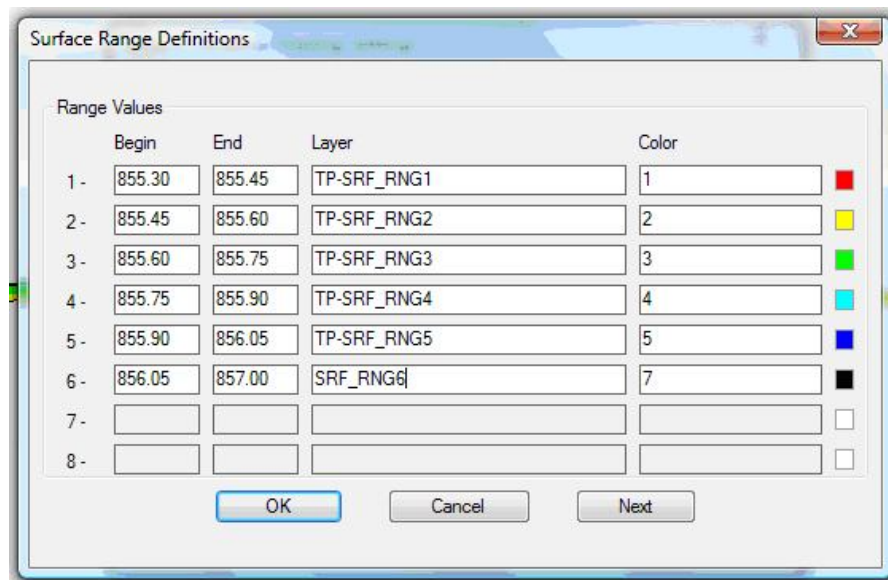 Surface Range Definitions
Range Values
Begin End Layer Color
1 - 855.30 855.45 TP-SRF_RNG1 1
2 - 855.45 855.60 TP-SRF_RNG2 2
3 - 855.60 855.75 TP-SRF_RNG3 3
4 - 855.75 855.90 TP-SRF_RNG4 4
5 - 855.90 856.05 TP-SRF_RNG5 5
6 - 856.05 857.00 SRF_RNG6 7
7 -
8 -
OK Cancel Next